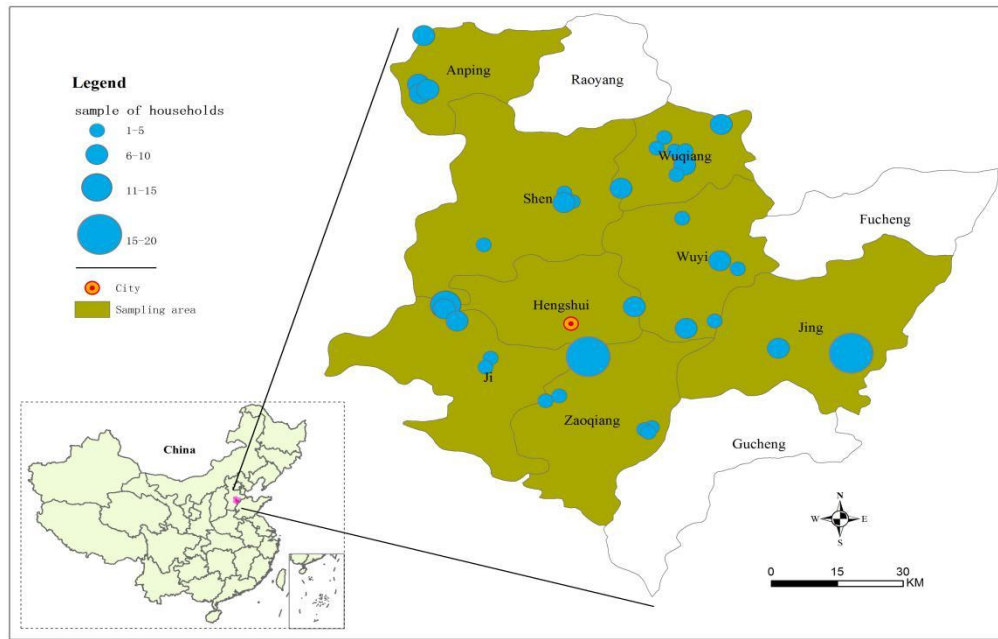 Legend
sample of households
1-5
6-10
11-15
15-20
City
Sampling area
Anping
Raoyang
Wuqiang
Shen
Fucheng
Wuyi
Hengshui
Jing
Ji
Zaoqiang
Gucheng
China
N
W E
S
0 15 30
KM